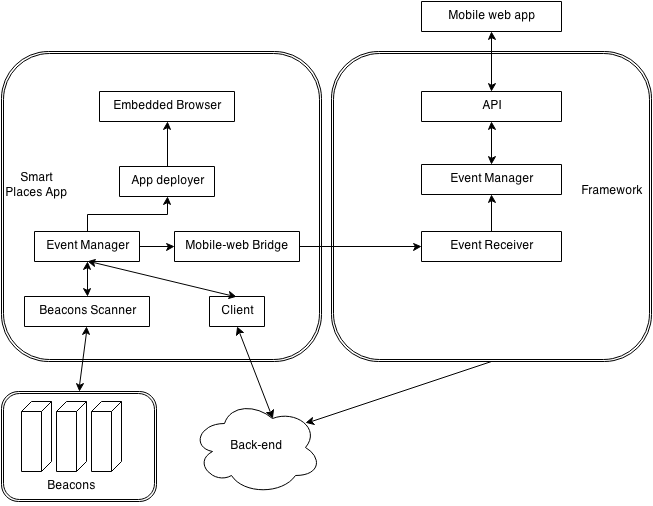 Mobile web app
Embedded Browser
API
Smart
Places App
App deployer
Event Manager
Framework
Event Manager
Mobile-web Bridge
Event Receiver
Beacons Scanner
Client
Back-end
Beacons